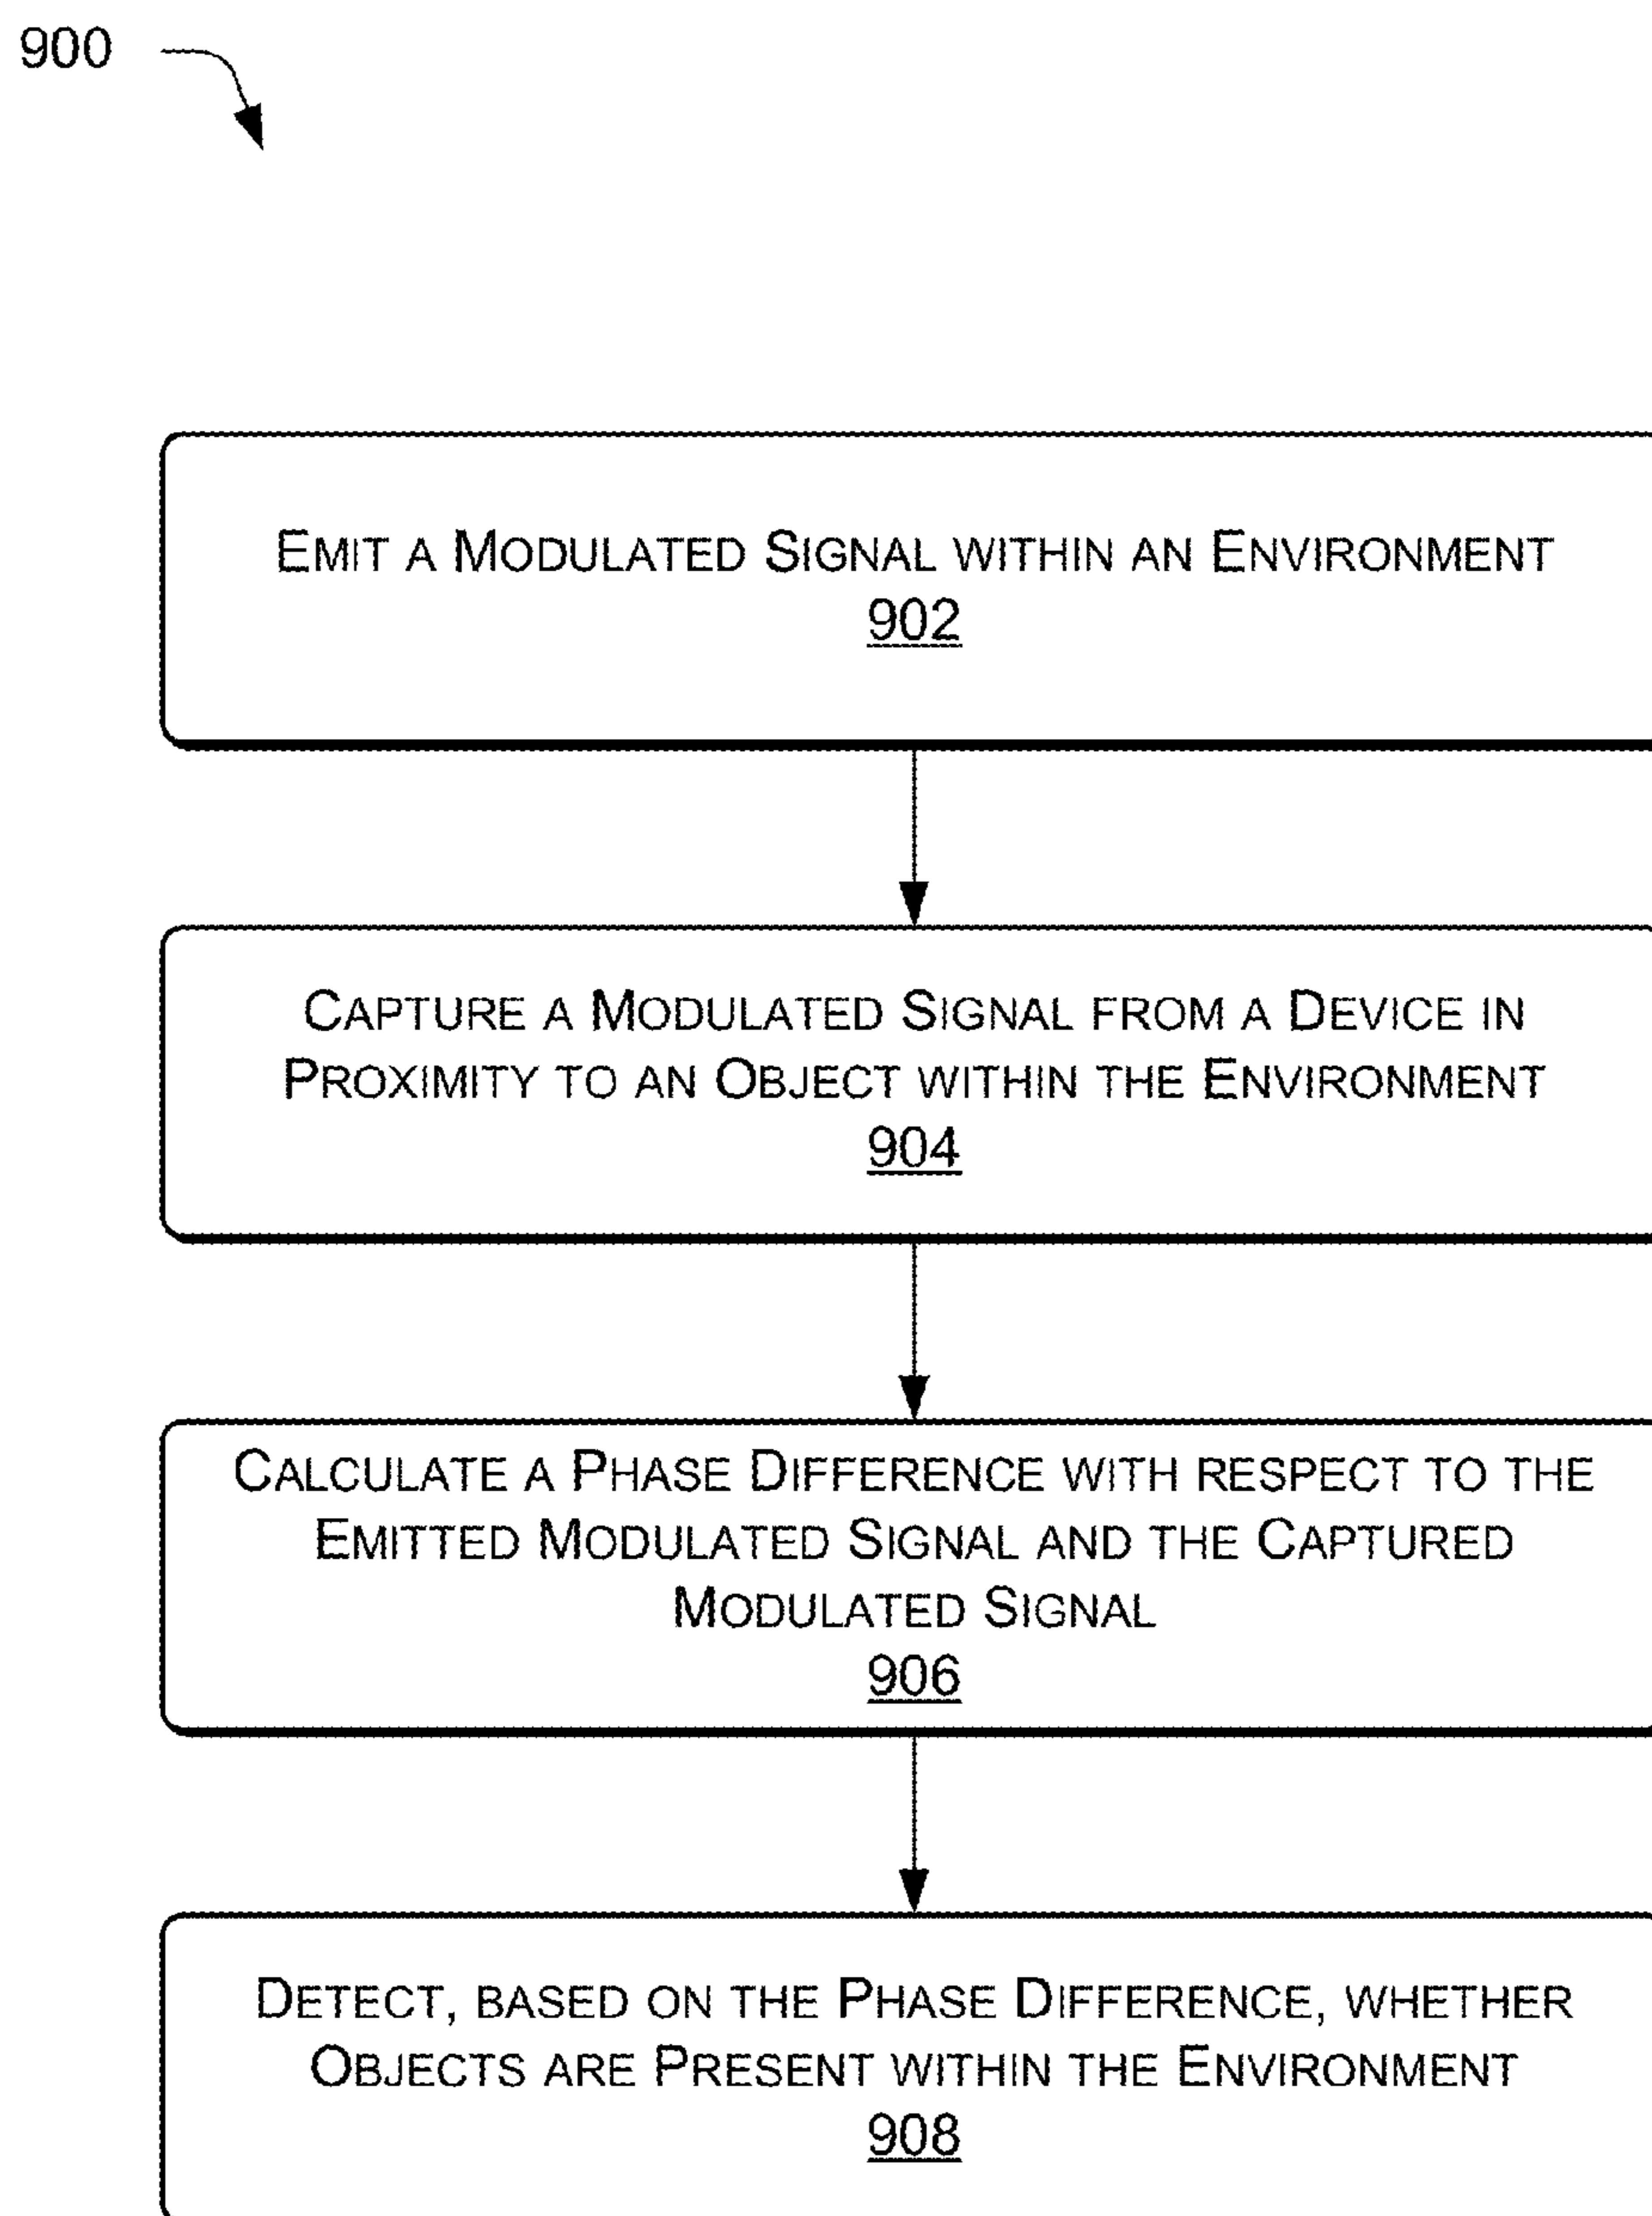 900
EMIT A MODULATED SIGNAL WITHIN AN ENVIRONMENT
902
CAPTURE A MODULATED SIGNAL FROM A DEVICE IN
PROXIMITY TO AN OBJECT WITHIN THE ENVIRONMENT
904
CALCULATE A PHASE DIFFERENCE WITH RESPECT TO THE
EMITTED MODULATED SIGNAL AND THE CAPTURED
MODULATED SIGNAL
906
DETECT, BASED ON THE PHASE DIFFERENCE, WHETHER
OBJECTS ARE PRESENT WITHIN THE ENVIRONMENT
908